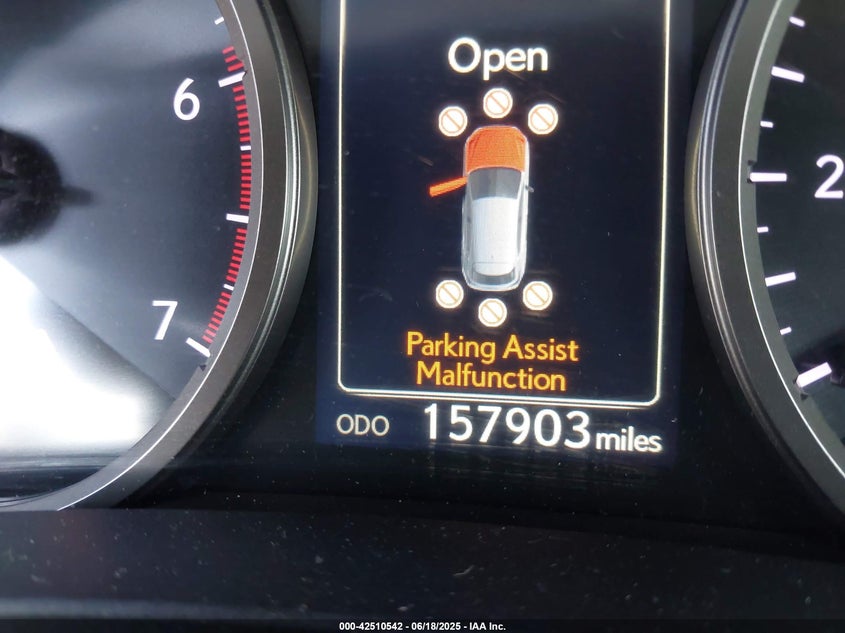 Open
6
7
2
Parking Assist
Malfunction
ODO 157903 miles
000-42510542 - 06/18/2025 - IAA Inc.